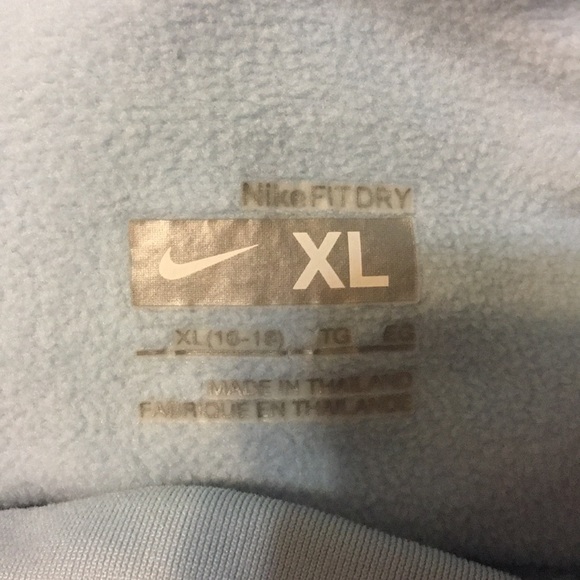 Nike FIT DRY
XL
XL (16-18) TG EG
MADE IN THAILAND
FABRIQUE EN THAILANDE